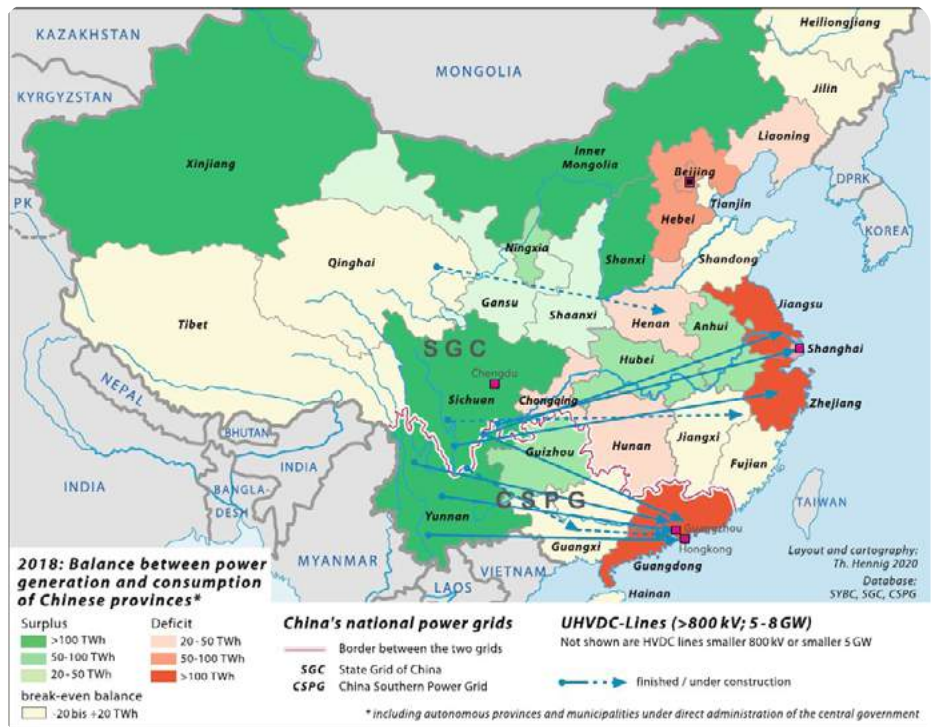 KAZAKHSTAN
KYRGYZSTAN
MONGOLIA
Heilongjiang
Jilin
Liaoning
Xinjiang
Inner
Mongolia
Beijing
Tianjin
Hebei
DPRK
KOREA
PK
Qinghai
Ningxia
Shanxi
Shandong
Gansu
Shaanxi
Henan
Jiangsu
Anhui
Tibet
SGC
Hubei
Shanghai
Chengdu
Sichuan
Chongqing
Zhejiang
NEPAL
Hunan
Jiangxi
Guizhou
BHUTAN
Fujian
INDIA
INDIA
BANGLA-
DESH
CSPG
TAIWAN
Yunnan
Guangzhou
Hongkong
Guangxi
Guangdong
MYANMAR
VIETNAM
LAOS
Hainan
Layout and cartography:
Th. Hennig 2020
Database:
SYBC, SGC, CSPG
2018: Balance between power
generation and consumption
of Chinese provinces*
Surplus
>100 TWh
50-100 TWh
20-50 TWh
Deficit
20-50 TWh
50-100 TWh
>100 TWh
break-even balance
-20 bis +20 TWh
China's national power grids
Border between the two grids
SGC State Grid of China
CSPG China Southern Power Grid
UHVDC-Lines (>800 kV; 5-8 GW)
Not shown are HVDC lines smaller 800 kV or smaller 5 GW
finished / under construction
* including autonomous provinces and municipalities under direct administration of the central government